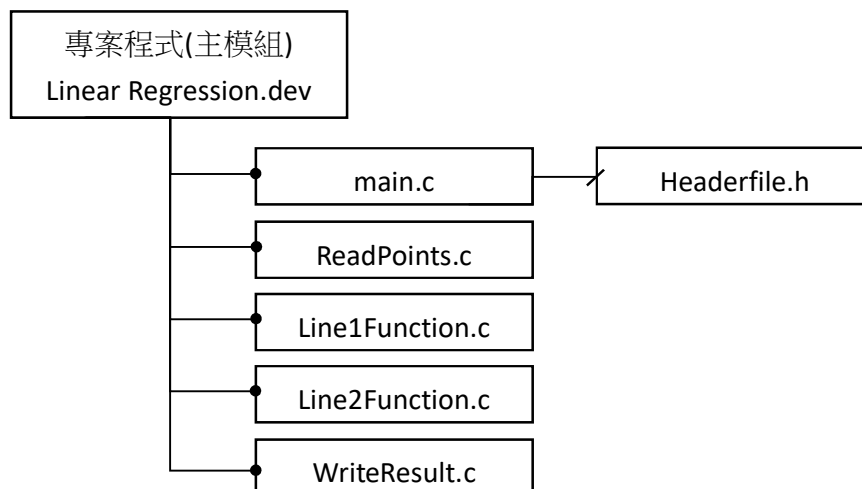 專案程式(主模組)
Linear Regression.dev
main.c
Headerfile.h
ReadPoints.c
Line1Function.c
Line2Function.c
WriteResult.c